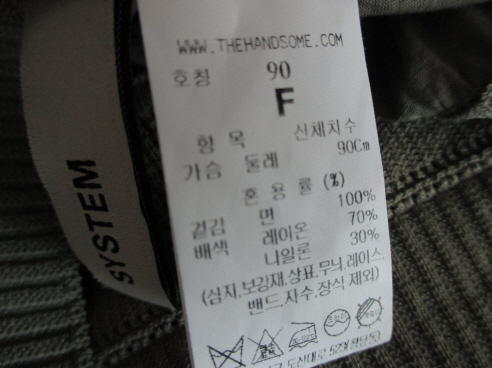 WWW.THEHANDSOME.COM
호칭 90
F
항 목 신체치수
가슴 둘레 90Cm
혼 용 률 (%)
겉감 면 100%
배색 레이온 70%
나일론 30%
(심지,보강재,상표,무늬,레이스,
밴드,자수,장식 제외)
SYSTEM